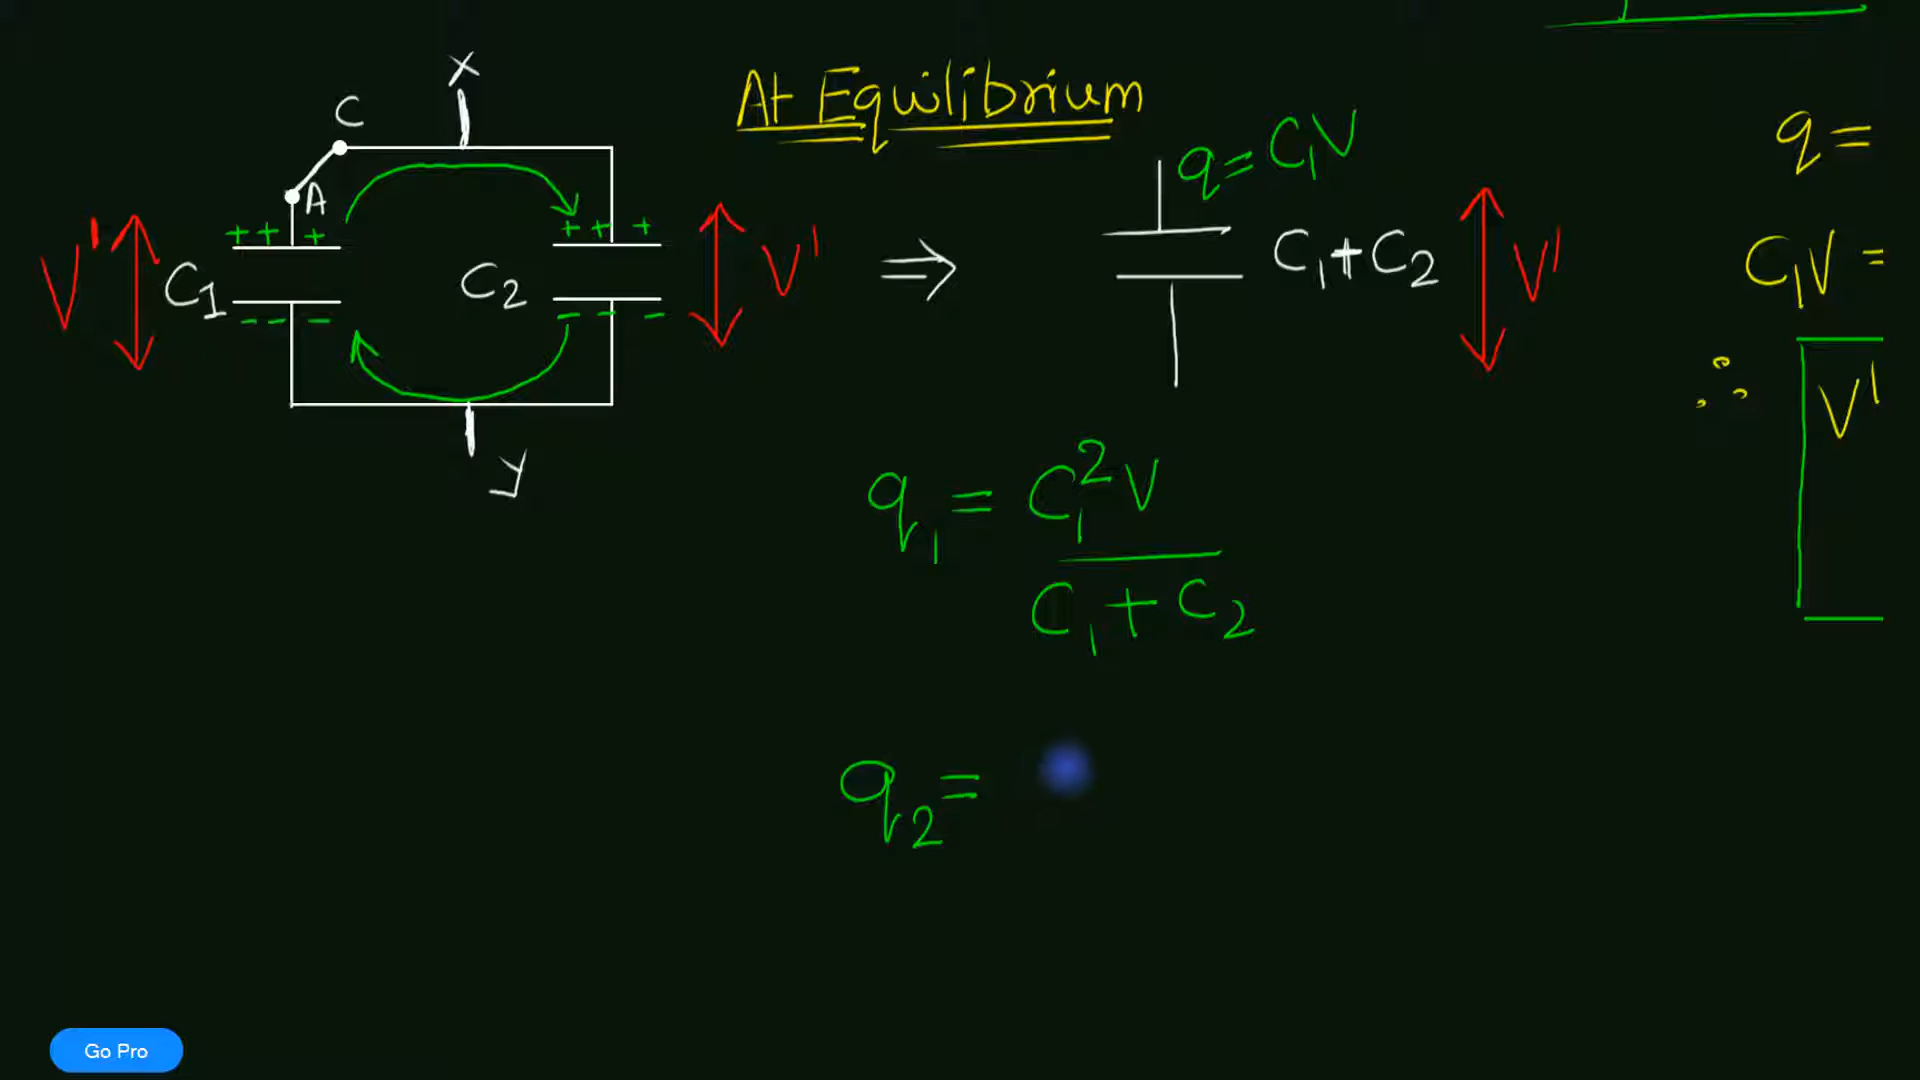 At Equilibrium
X
C
A
+ + +
+ + +
V'
C₁
C₂
V'
- - -
- - -
y
⇒
q = C₁V
C₁+C₂
V'
q =
C₁V =
∴ V'
q₁ = C₁²V
C₁ + C₂
q₂ =
Go Pro